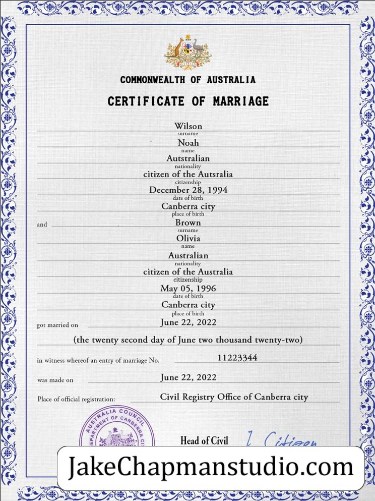 COMMONWEALTH OF AUSTRALIA
CERTIFICATE OF MARRIAGE
Wilson
surname
Noah
name
Autstralian
nationality
citizen of the Autsralia
citizenship
December 28, 1994
date of birth
Canberra city
place of birth
and Brown
surname
Olivia
name
Australian
nationality
citizen of the Australia
citizenship
May 05, 1996
date of birth
Canberra city
place of birth
got married on June 22, 2022
(the twenty second day of June two thousand twenty-two)
in witness whereof an entry of marriage No. 11223344
was made on June 22, 2022
Place of official registration: Civil Registry Office of Canberra city
AUSTRALIA COUNCIL
Head of Civil
J. Citizen
JakeChapmanstudio.com